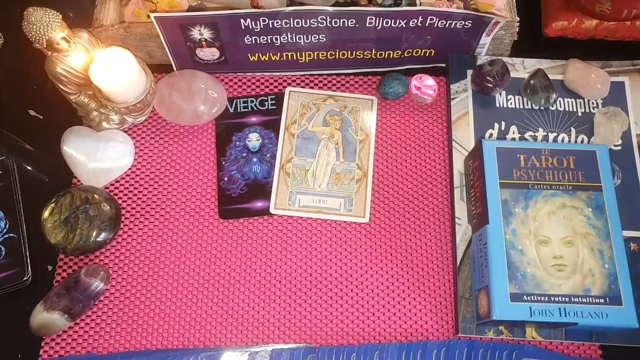 MyPreciousStone. Bijoux et Pierres
énergétiques
www.mypreciousstone.com
VIERGE
Manuel Complet
d'Astrologie
LE
TAROT
PSYCHIQUE
Cartes oracle
Activez votre intuition !
JOHN HOLLAND